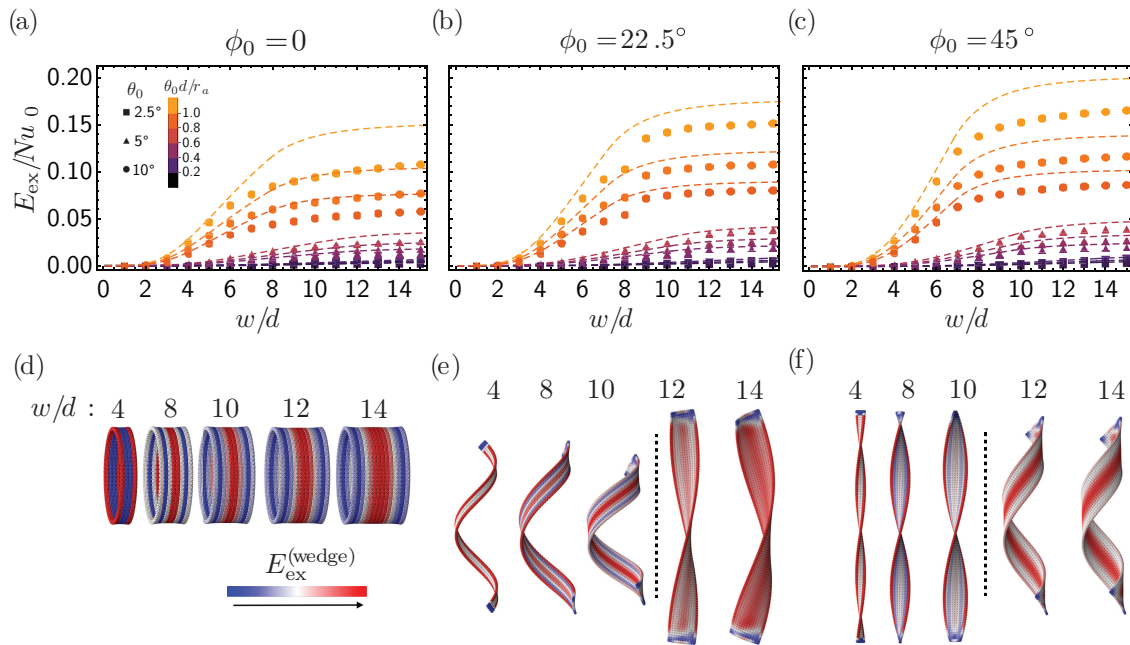 (a)
ϕ₀ = 0
(b)
ϕ₀ = 22.5°
(c)
ϕ₀ = 45°
E_ex/Nu₀
0.20
0.15
0.10
0.05
0.00
θ₀
2.5°
5°
10°
θ₀d/r_a
1.0
0.8
0.6
0.4
0.2
0 2 4 6 8 10 12 14
w/d
0 2 4 6 8 10 12 14
w/d
0 2 4 6 8 10 12 14
w/d
(d)
w/d : 4 8 10 12 14
E_ex^(wedge)
(e)
4 8 10 12 14
(f)
4 8 10 12 14